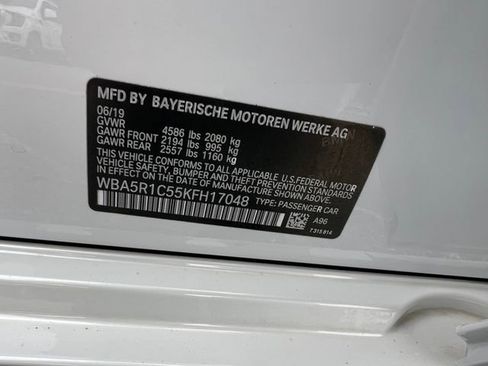 MFD BY BAYERISCHE MOTOREN WERKE AG
06/19
GVWR 4586 lbs 2080 kg
GAWR FRONT 2194 lbs 995 kg
GAWR REAR 2557 lbs 1160 kg
THIS VEHICLE CONFORMS TO ALL APPLICABLE U.S.FEDERAL MOTOR
VEHICLE SAFETY, BUMPER, AND THEFT PREVENTION STANDARDS
IN EFFECT ON THE DATE OF MANUFACTURE SHOWN ABOVE.
WBA5R1C55KFH17048 TYPE: PASSENGER CAR
A96
7315814